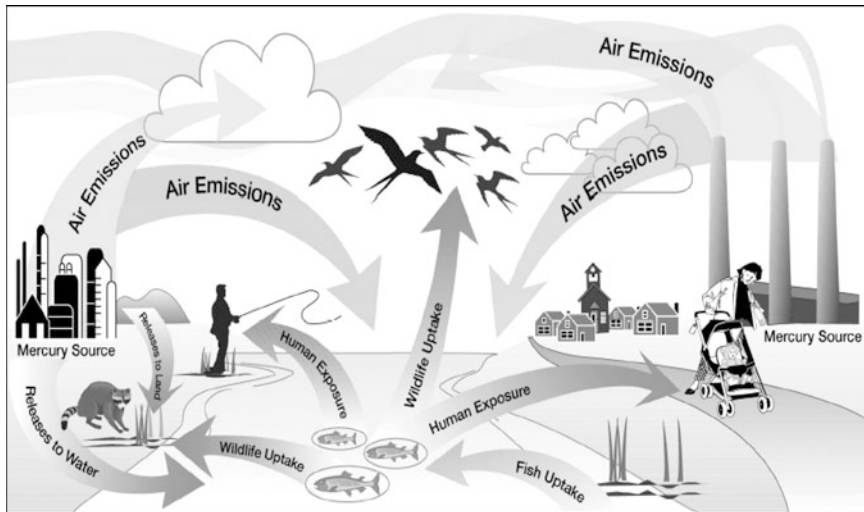 Air Emissions
Air Emissions
Air Emissions
Air Emissions
Mercury Source
Mercury Source
Releases to Land
Releases to Water
Human Exposure
Wildlife Uptake
Human Exposure
Wildlife Uptake
Fish Uptake